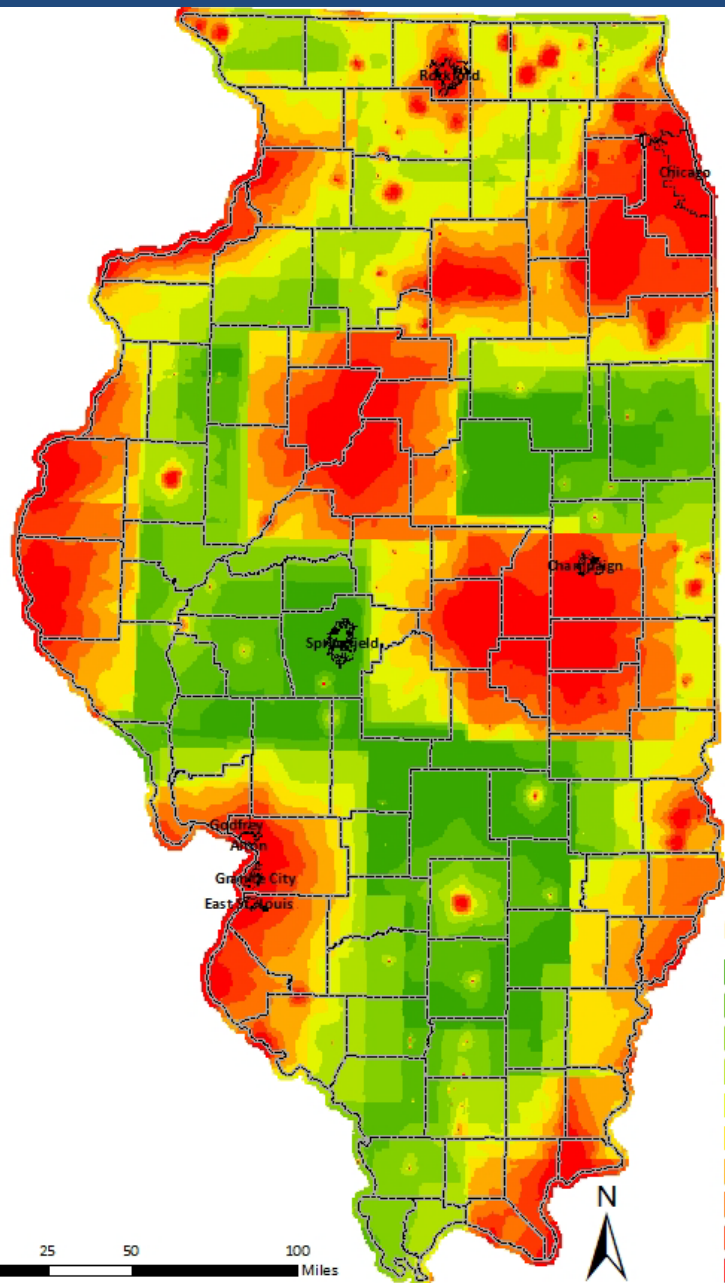 Rockford
Chicago
Champaign
Springfield
Godfrey
Alton
Granite City
East St. Louis
N
25 50 100
Miles